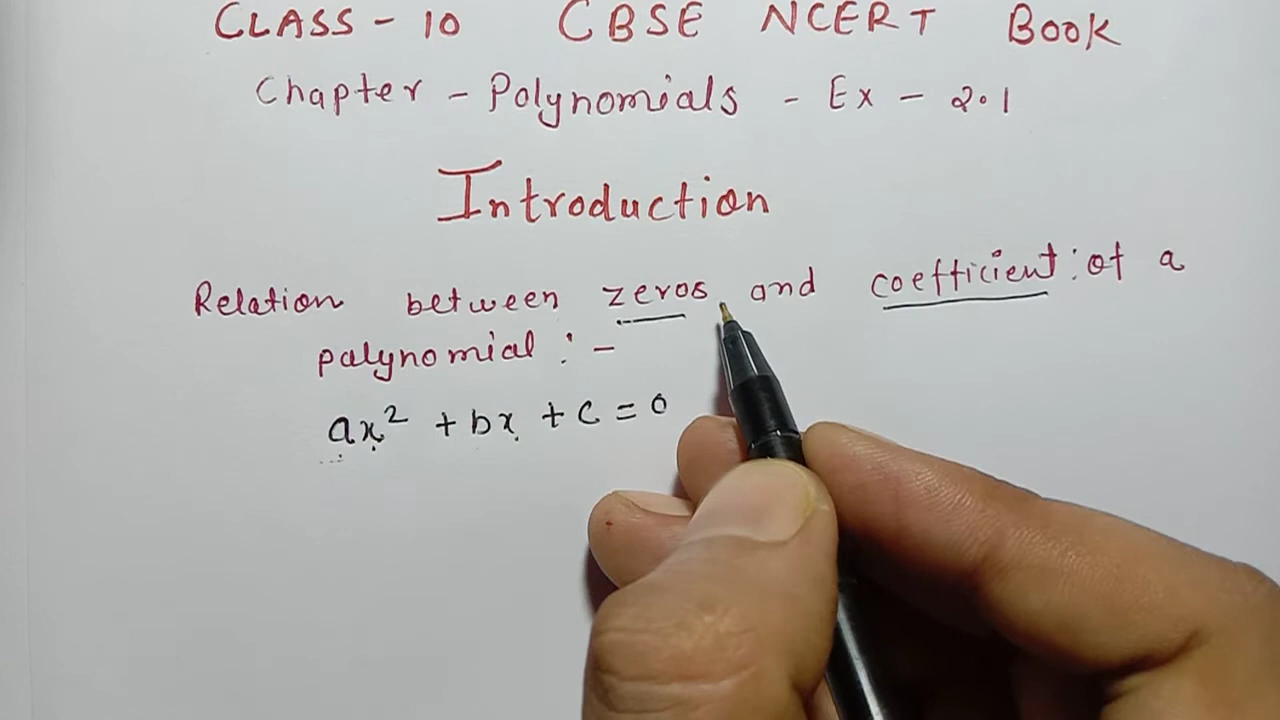 CLASS - 10 CBSE NCERT Book
Chapter - Polynomials - Ex - 2.1
Introduction
Relation between zeros and coefficient of a
palynomial : -
ax² + bx + c = 0